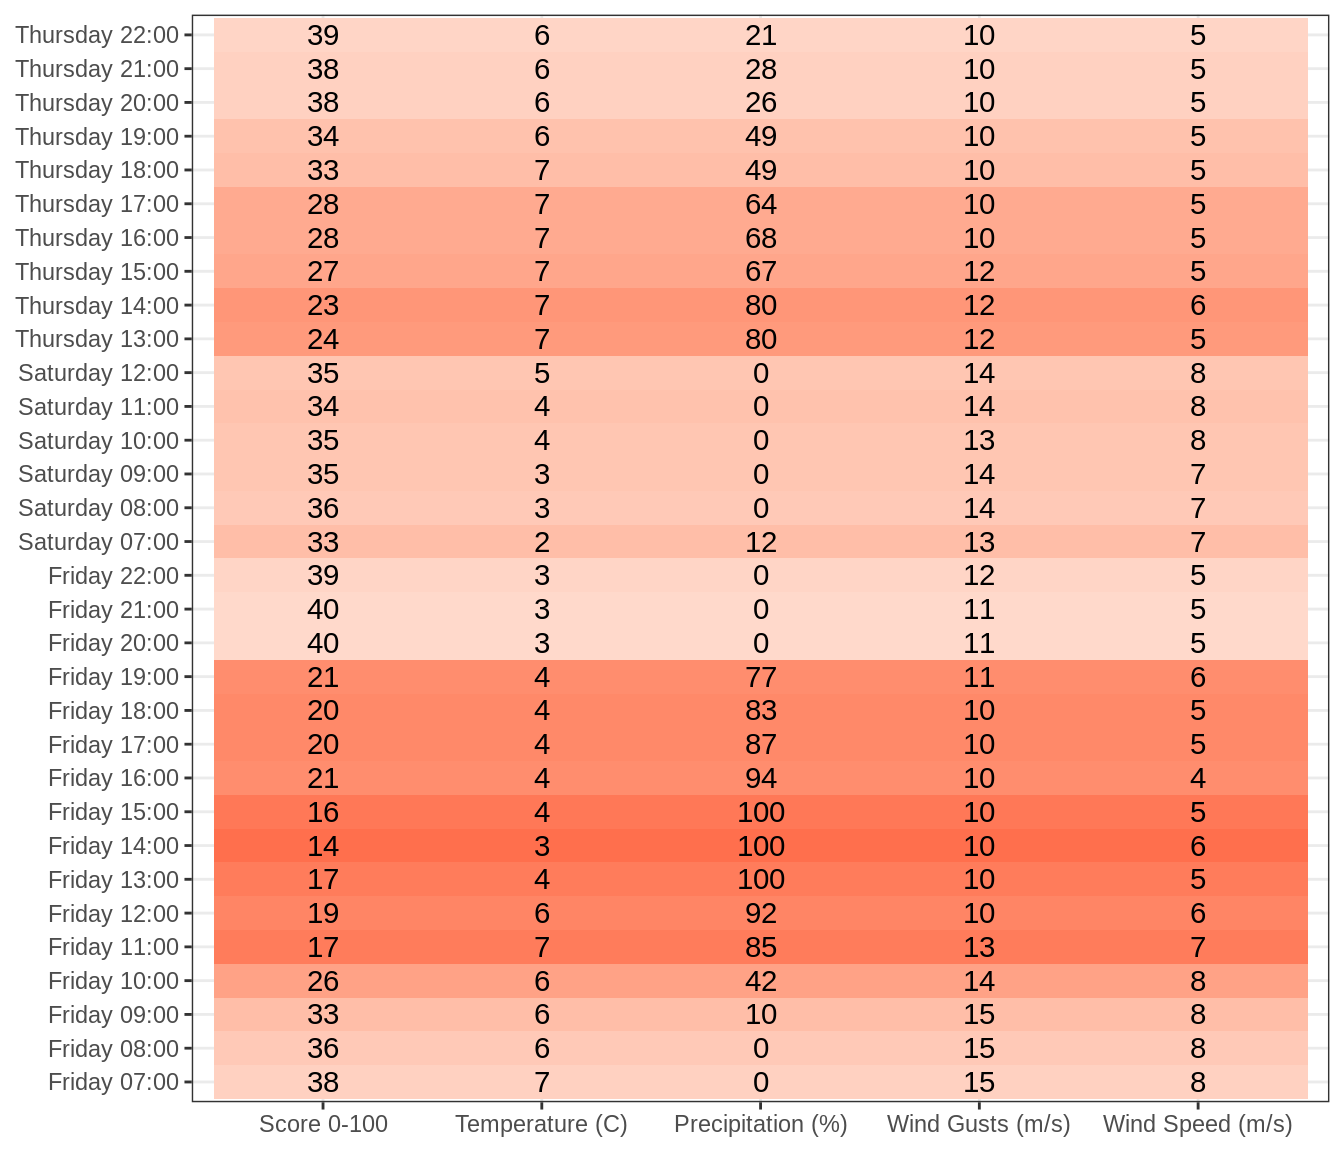 Thursday 22:00 39 6 21 10 5
Thursday 21:00 38 6 28 10 5
Thursday 20:00 38 6 26 10 5
Thursday 19:00 34 6 49 10 5
Thursday 18:00 33 7 49 10 5
Thursday 17:00 28 7 64 10 5
Thursday 16:00 28 7 68 10 5
Thursday 15:00 27 7 67 12 5
Thursday 14:00 23 7 80 12 6
Thursday 13:00 24 7 80 12 5
Saturday 12:00 35 5 0 14 8
Saturday 11:00 34 4 0 14 8
Saturday 10:00 35 4 0 13 8
Saturday 09:00 35 3 0 14 7
Saturday 08:00 36 3 0 14 7
Saturday 07:00 33 2 12 13 7
Friday 22:00 39 3 0 12 5
Friday 21:00 40 3 0 11 5
Friday 20:00 40 3 0 11 5
Friday 19:00 21 4 77 11 6
Friday 18:00 20 4 83 10 5
Friday 17:00 20 4 87 10 5
Friday 16:00 21 4 94 10 4
Friday 15:00 16 4 100 10 5
Friday 14:00 14 3 100 10 6
Friday 13:00 17 4 100 10 5
Friday 12:00 19 6 92 10 6
Friday 11:00 17 7 85 13 7
Friday 10:00 26 6 42 14 8
Friday 09:00 33 6 10 15 8
Friday 08:00 36 6 0 15 8
Friday 07:00 38 7 0 15 8
Score 0-100 Temperature (C) Precipitation (%) Wind Gusts (m/s) Wind Speed (m/s)